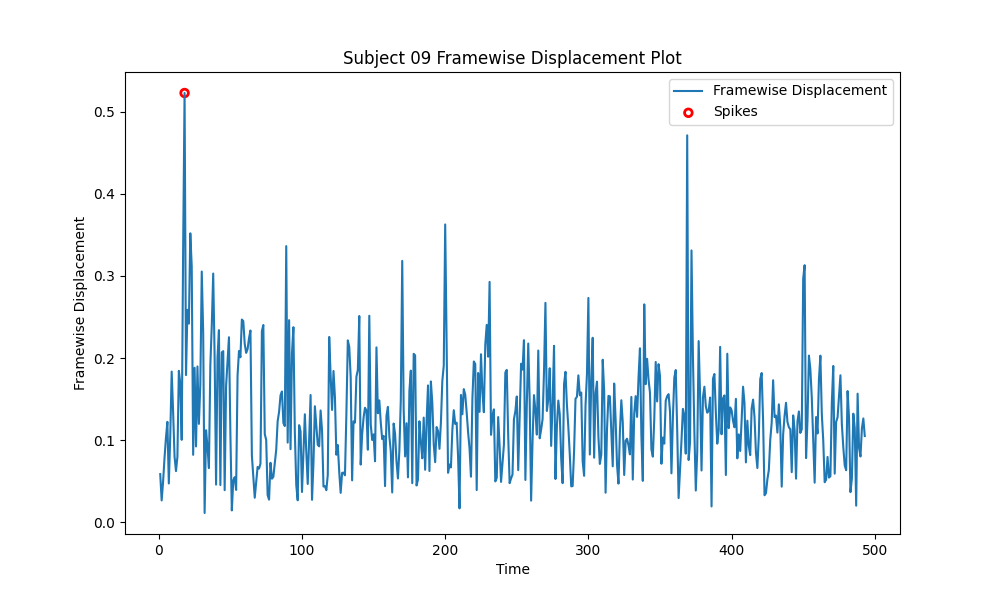 Subject 09 Framewise Displacement Plot
Framewise Displacement
Spikes
Framewise Displacement
0.5
0.4
0.3
0.2
0.1
0.0
0 100 200 300 400 500
Time